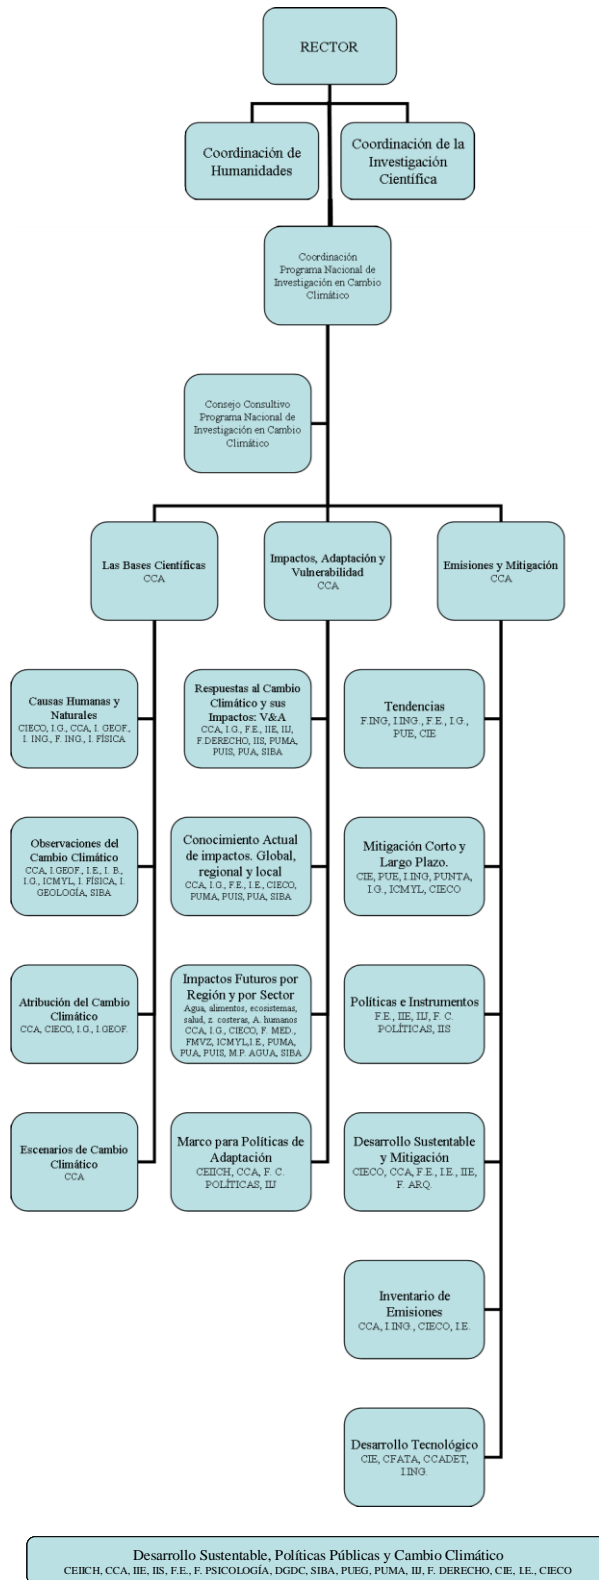 RECTOR
Coordinación de
Humanidades
Coordinación de la
Investigación
Científica
Coordinación
Programa Nacional de
Investigación en Cambio
Climático
Consejo Consultivo
Programa Nacional de
Investigación en Cambio
Climático
Las Bases Científicas
CCA
Impactos, Adaptación y
Vulnerabilidad
CCA
Emisiones y Mitigación
CCA
Causas Humanas y
Naturales
CIECO, I.G., CCA, I. GEOF.,
I. ING., F. ING., I. FÍSICA
Respuestas al Cambio
Climático y sus
Impactos: V&A
CCA, I.G., F.E., IIE, IIJ,
F.DERECHO, IIS, PUMA,
PUIS, PUA, SIBA
Tendencias
F.ING, I.ING., F.E., I.G.,
PUE, CIE
Observaciones del
Cambio Climático
CCA, I.GEOF., I.E., I. B.,
I.G., ICMYL, I. FÍSICA, I.
GEOLOGÍA, SIBA
Conocimiento Actual
de impactos. Global,
regional y local
CCA, I.G., F.E., I.E., CIECO,
PUMA, PUIS, PUA, SIBA
Mitigación Corto y
Largo Plazo.
CIE, PUE, I.ING, PUNTA,
I.G., ICMYL, CIECO
Atribución del Cambio
Climático
CCA, CIECO, I.G., I.GEOF.
Impactos Futuros por
Región y por Sector
Agua, alimentos, ecosistemas,
salud, z. costeras, A. humanos
CCA, I.G., CIECO, F. MED.,
FMVZ, ICMYL,I.E., PUMA,
PUA, PUIS, M.P. AGUA, SIBA
Políticas e Instrumentos
F.E., IIE, IIJ, F. C.
POLÍTICAS, IIS
Escenarios de Cambio
Climático
CCA
Marco para Políticas de
Adaptación
CEIICH, CCA, F. C.
POLÍTICAS, IIJ
Desarrollo Sustentable
y Mitigación
CIECO, CCA, F.E., I.E., IIE,
F. ARQ.
Inventario de
Emisiones
CCA, I.ING., CIECO, I.E.
Desarrollo Tecnológico
CIE, CFATA, CCADET,
I.ING.
Desarrollo Sustentable, Políticas Públicas y Cambio Climático
CEIICH, CCA, IIE, IIS, F.E., F. PSICOLOGÍA, DGDC, SIBA, PUEG, PUMA, IIJ, F. DERECHO, CIE, I.E., CIECO